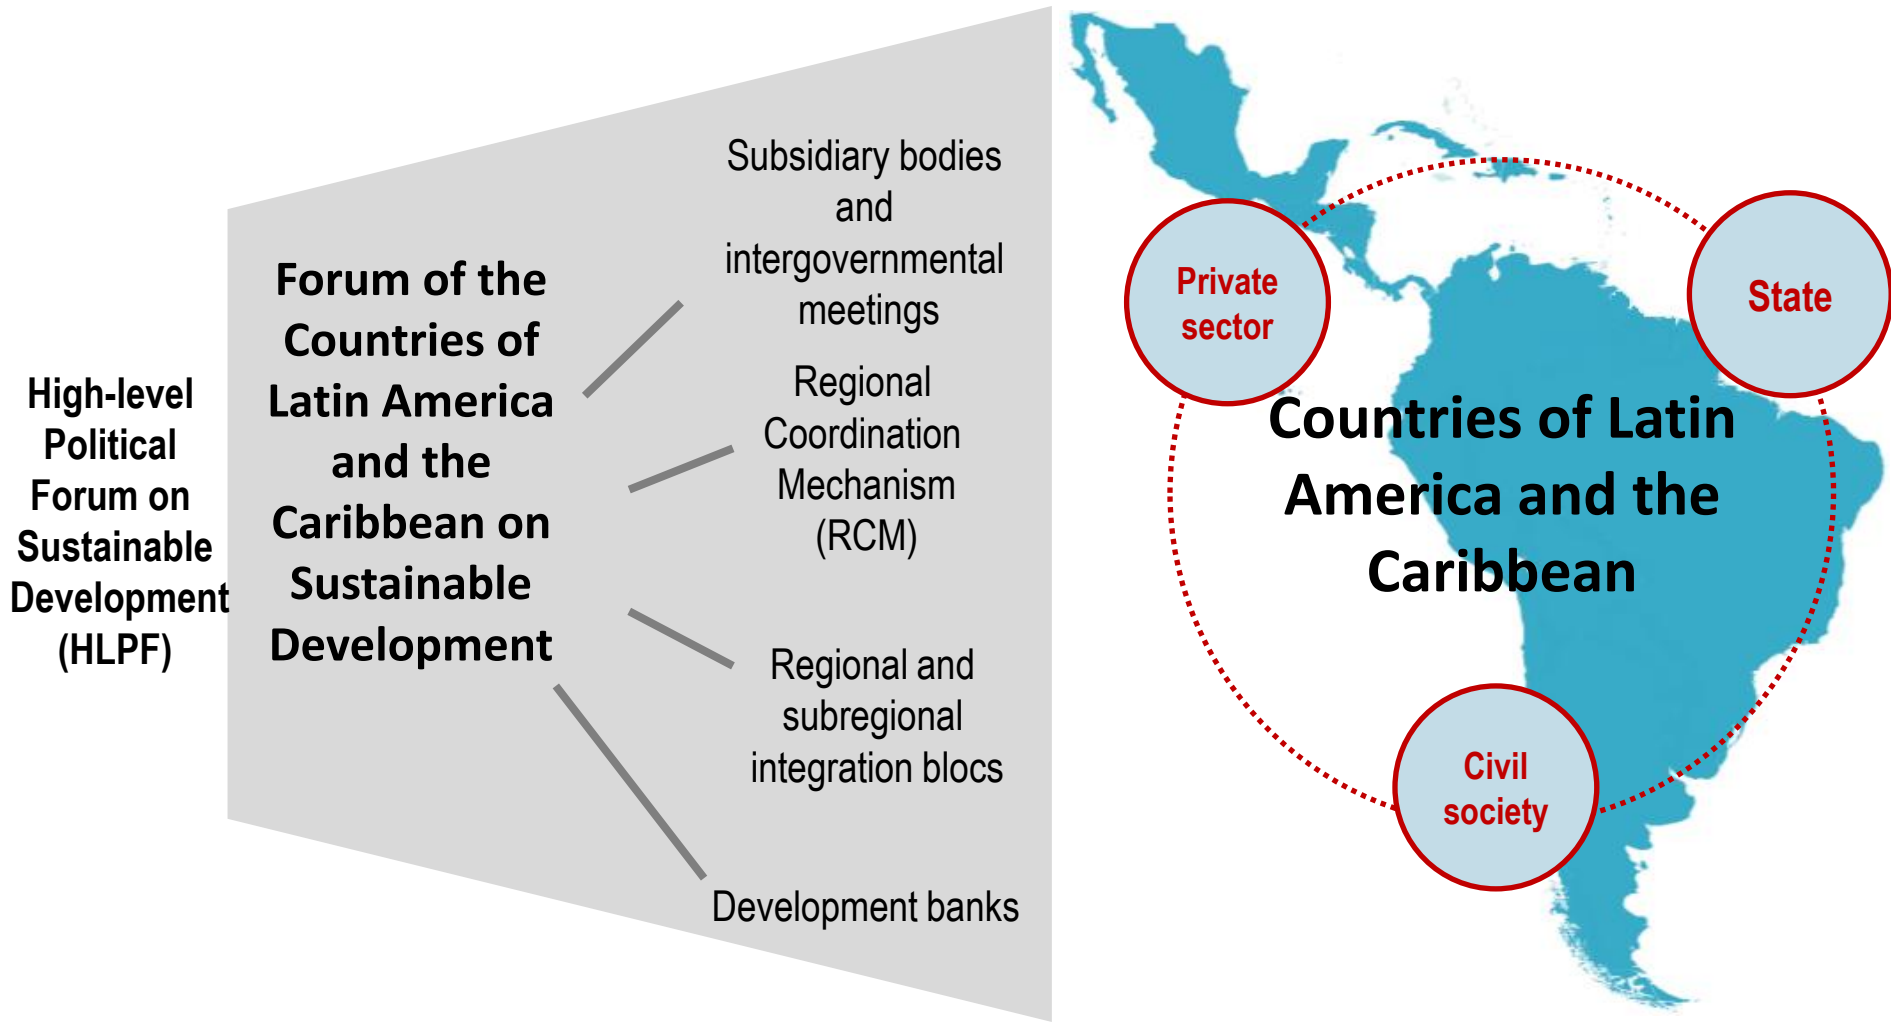 High-level
Political
Forum on
Sustainable
Development
(HLPF)
Forum of the
Countries of
Latin America
and the
Caribbean on
Sustainable
Development
Subsidiary bodies
and
intergovernmental
meetings
Regional
Coordination
Mechanism
(RCM)
Regional and
subregional
integration blocs
Development banks
Private
sector
State
Countries of Latin
America and the
Caribbean
Civil
society